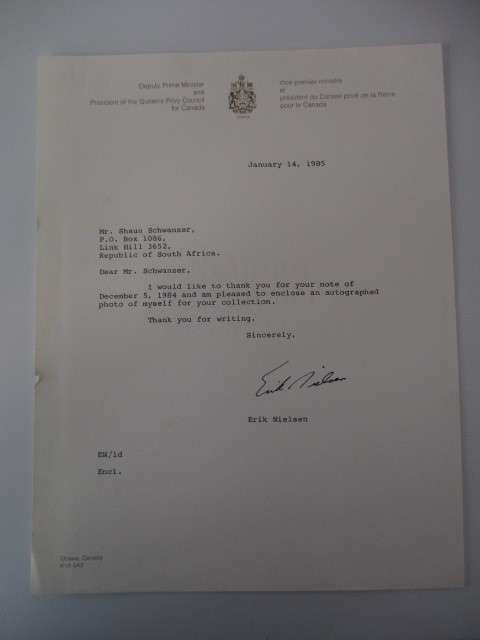 Deputy Prime Minister
and
President of the Queen's Privy Council
for Canada
Vice-premier ministre
et
président du Conseil privé de la Reine
pour le Canada
January 14, 1985
Mr. Shaun Schwanzer,
P.O. Box 1086,
Link Hill 3652,
Republic of South Africa.
Dear Mr. Schwanzer,
I would like to thank you for your note of
December 5, 1984 and am pleased to enclose an autographed
photo of myself for your collection.
Thank you for writing.
Sincerely,
Erik Nielsen
Erik Nielsen
EN/ld
Encl.
Ottawa, Canada
K1A 0A3